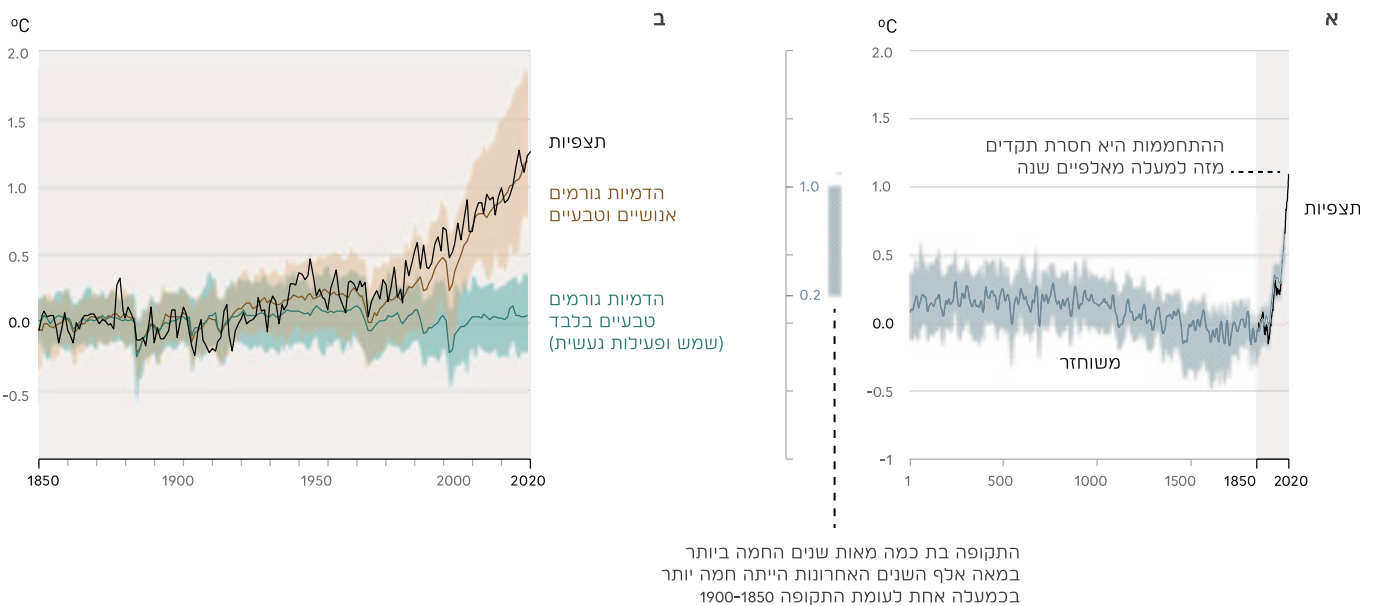 א
ºC
2.0
1.5
1.0
0.5
0.0
-0.5
-1
1
500
1000
1500
1850
2020
ההתחממות היא חסרת תקדים
מזה למעלה מאלפיים שנה
תצפיות
משוחזר
1.0
0.2
התקופה בת כמה מאות שנים החמה ביותר
במאה אלף השנים האחרונות הייתה חמה יותר
בכמעלה אחת לעומת התקופה 1900-1850
ב
ºC
2.0
1.5
1.0
0.5
0.0
-0.5
1850
1900
1950
2000
2020
תצפיות
הדמיות גורמים
אנושיים וטבעיים
הדמיות גורמים
טבעיים בלבד
(שמש ופעילות געשית)